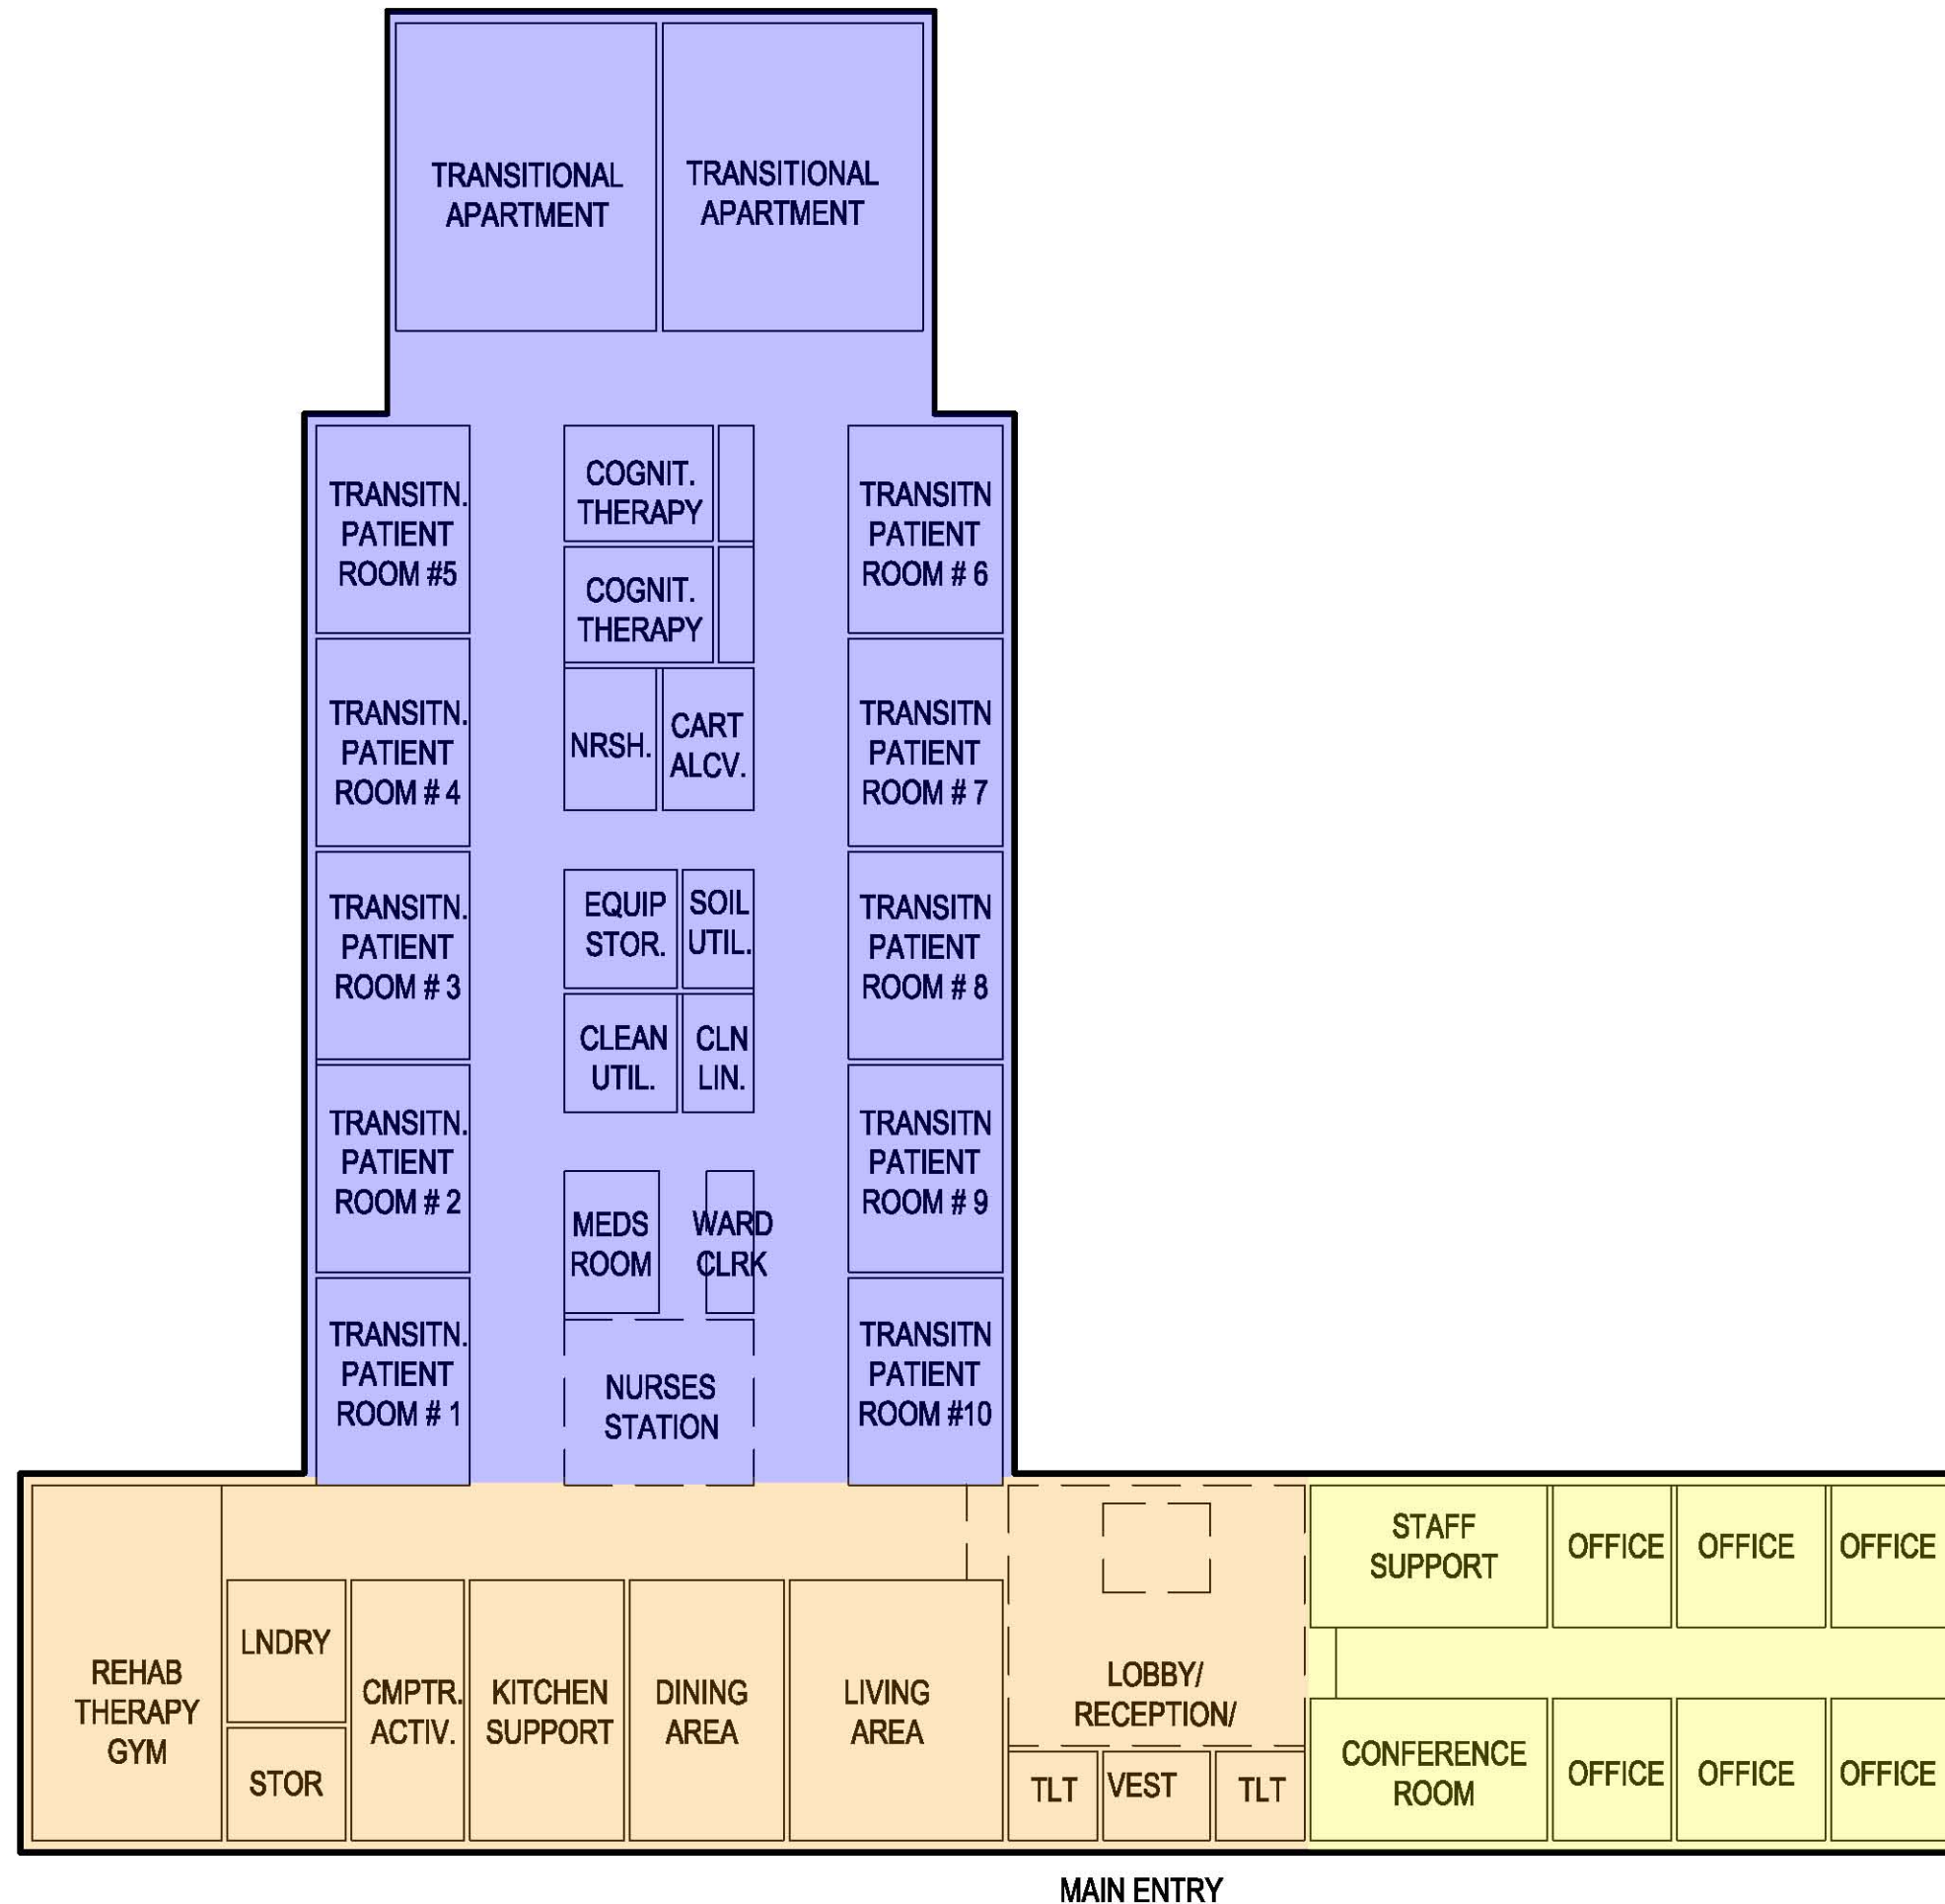 TRANSITIONAL
APARTMENT
TRANSITIONAL
APARTMENT
TRANSITN.
PATIENT
ROOM #5
COGNIT.
THERAPY
TRANSITN
PATIENT
ROOM # 6
COGNIT.
THERAPY
TRANSITN.
PATIENT
ROOM # 4
NRSH.
CART
ALCV.
TRANSITN
PATIENT
ROOM # 7
TRANSITN.
PATIENT
ROOM # 3
EQUIP
STOR.
SOIL
UTIL.
TRANSITN
PATIENT
ROOM # 8
CLEAN
UTIL.
CLN
LIN.
TRANSITN.
PATIENT
ROOM # 2
MEDS
ROOM
WARD
CLRK
TRANSITN
PATIENT
ROOM # 9
TRANSITN.
PATIENT
ROOM # 1
NURSES
STATION
TRANSITN
PATIENT
ROOM #10
REHAB
THERAPY
GYM
LNDRY
STOR
CMPTR.
ACTIV.
KITCHEN
SUPPORT
DINING
AREA
LIVING
AREA
LOBBY/
RECEPTION/
TLT
VEST
TLT
STAFF
SUPPORT
OFFICE
OFFICE
OFFICE
CONFERENCE
ROOM
OFFICE
OFFICE
OFFICE
MAIN ENTRY